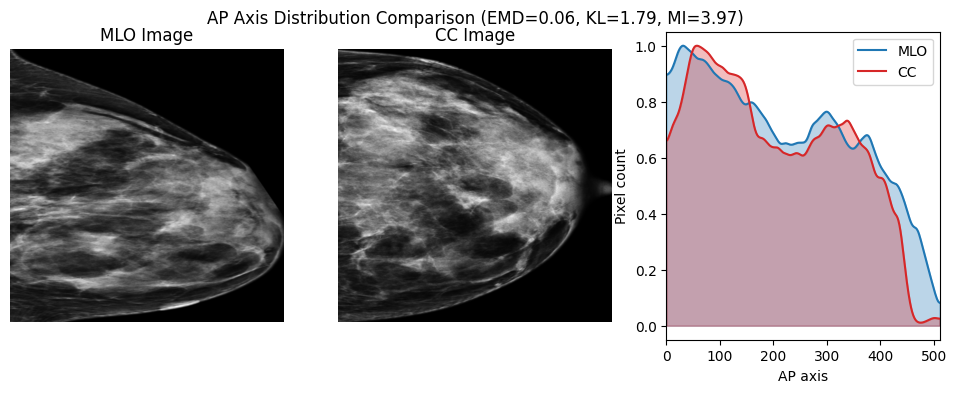 AP Axis Distribution Comparison (EMD=0.06, KL=1.79, MI=3.97)
MLO Image
CC Image
MLO
CC
Pixel count
1.0
0.8
0.6
0.4
0.2
0.0
0 100 200 300 400 500
AP axis